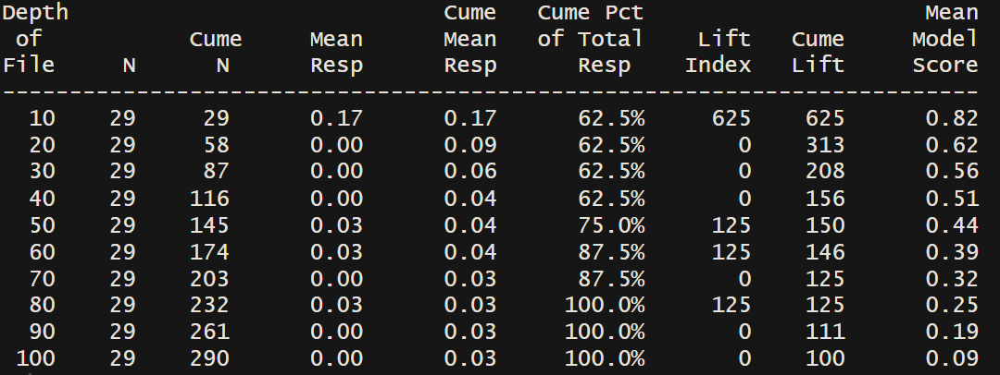 Depth                            Cume   Cume Pct                     Mean
 of           Cume     Mean      Mean   of Total    Lift   Cume     Model
File     N       N     Resp      Resp      Resp    Index   Lift     Score
-------------------------------------------------------------------------
  10    29      29     0.17      0.17      62.5%     625    625      0.82
  20    29      58     0.00      0.09      62.5%       0    313      0.62
  30    29      87     0.00      0.06      62.5%       0    208      0.56
  40    29     116     0.00      0.04      62.5%       0    156      0.51
  50    29     145     0.03      0.04      75.0%     125    150      0.44
  60    29     174     0.03      0.04      87.5%     125    146      0.39
  70    29     203     0.00      0.03      87.5%       0    125      0.32
  80    29     232     0.03      0.03     100.0%     125    125      0.25
  90    29     261     0.00      0.03     100.0%       0    111      0.19
 100    29     290     0.00      0.03     100.0%       0    100      0.09